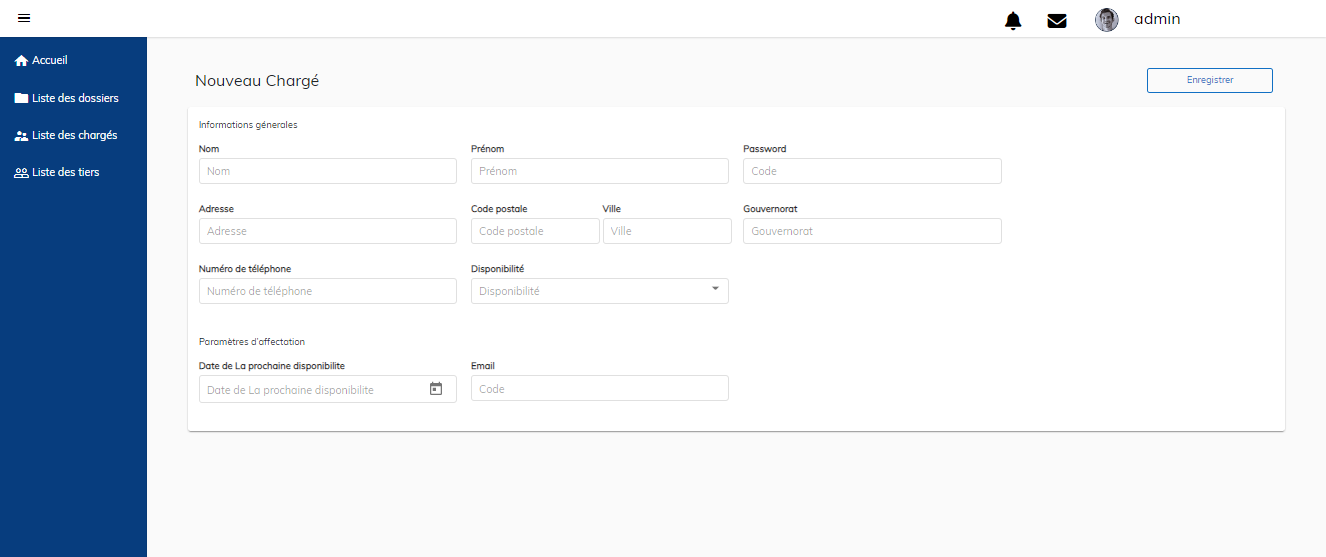 admin
Accueil
Liste des dossiers
Liste des chargés
Liste des tiers
Nouveau Chargé
Enregistrer
Informations génerales
Nom Prénom Password
Nom Prénom Code
Adresse Code postale Ville Gouvernorat
Adresse Code postale Ville Gouvernorat
Numéro de téléphone Disponibilité
Numéro de téléphone Disponibilité
Paramètres d'affectation
Date de La prochaine disponibilite Email
Date de La prochaine disponibilite Code